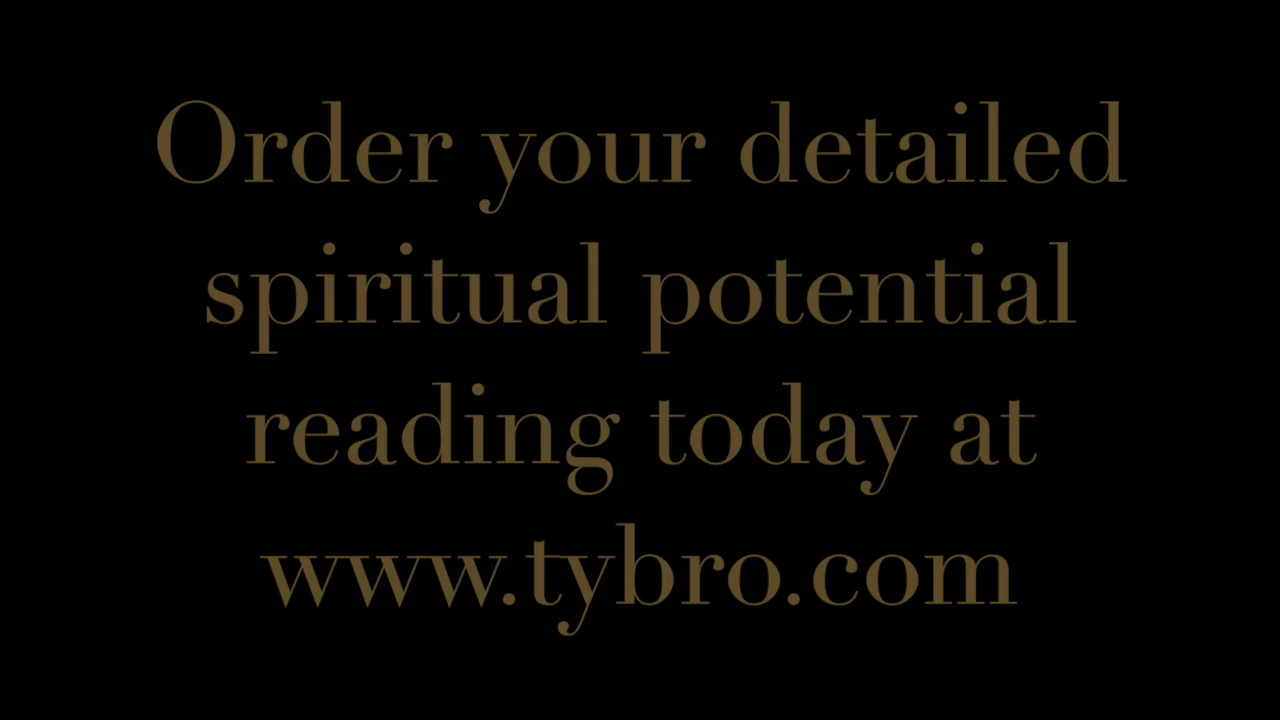 Order your detailed
spiritual potential
reading today at
www.tybro.com